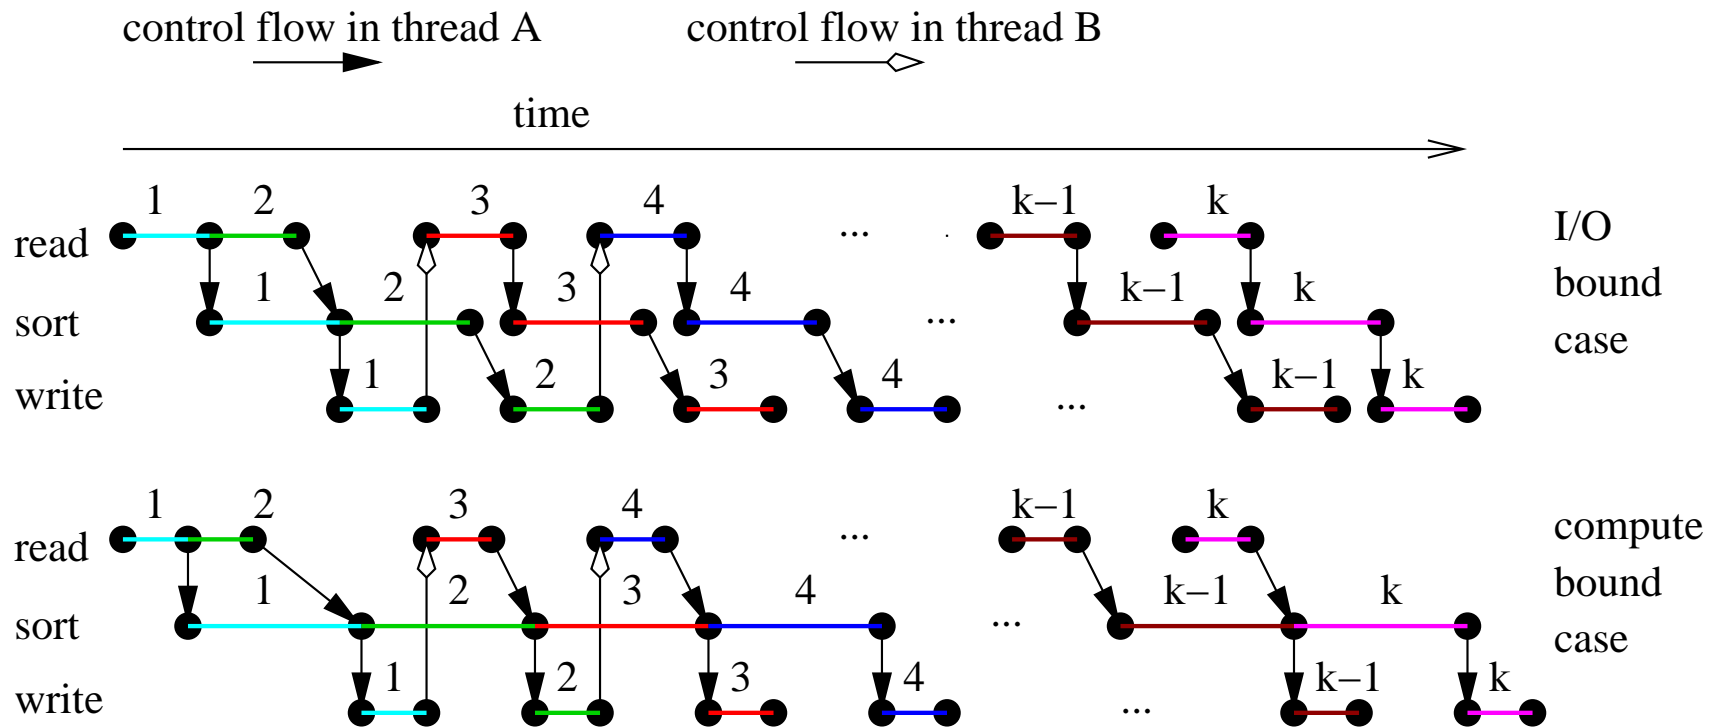 control flow in thread A control flow in thread B
time
1 2 3 4 k−1 k
read ... . I/O
1 2 3 4 k−1 k bound
sort ... case
1 2 3 4 k−1 k
write ...
1 2 3 4 k−1 k
read ... compute
1 2 3 4 k−1 k bound
sort ... case
1 2 3 4 k−1 k
write ...